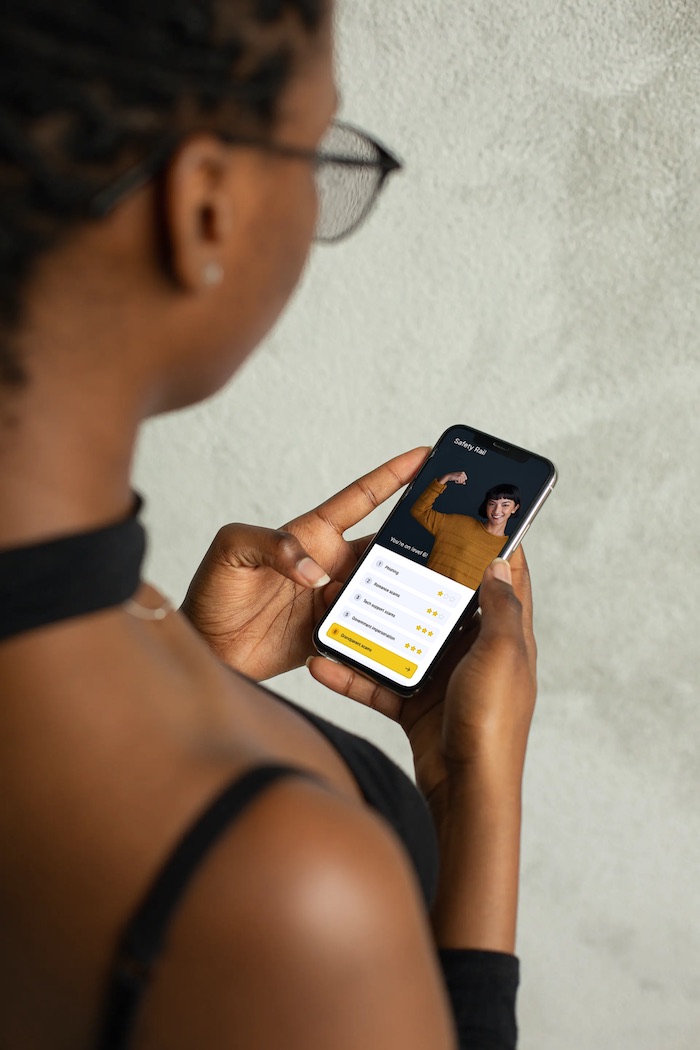 Safety Rail
You're on level 6!
1 Phishing
2 Romance scams
3 Tech support scams
5 Government impersonation
Grandparent scams